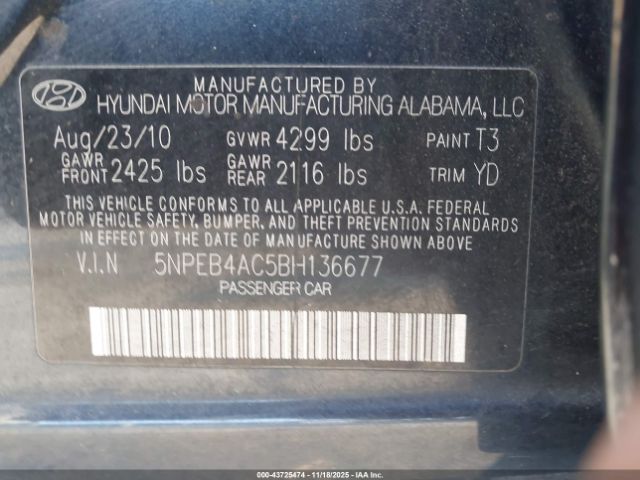 MANUFACTURED BY
HYUNDAI MOTOR MANUFACTURING ALABAMA, LLC
Aug/23/10 GVWR 4299 lbs PAINT T3
GAWR FRONT 2425 lbs GAWR REAR 2116 lbs TRIM YD
THIS VEHICLE CONFORMS TO ALL APPLICABLE U.S.A. FEDERAL
MOTOR VEHICLE SAFETY, BUMPER, AND THEFT PREVENTION STANDARDS
IN EFFECT ON THE DATE OF MANUFACTURE SHOWN ABOVE
V.I.N 5NPEB4AC5BH136677
PASSENGER CAR
000-43725474 | 11/18/2025 - IAAI.COM